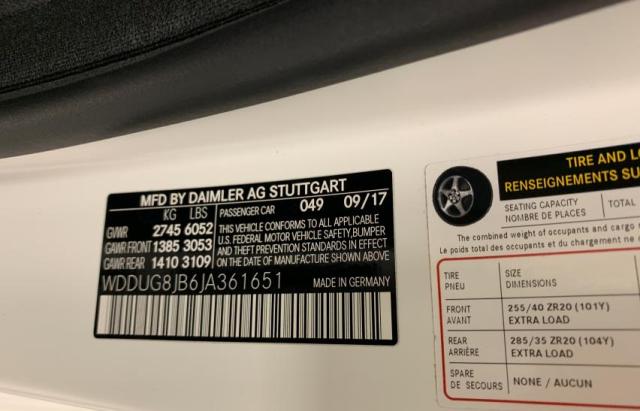 MFD BY DAIMLER AG STUTTGART
KG LBS PASSENGER CAR 049 09/17
GVWR 2745 6052
GAWR FRONT 1385 3053
GAWR REAR 1410 3109
THIS VEHICLE CONFORMS TO ALL APPLICABLE
U.S. FEDERAL MOTOR VEHICLE SAFETY, BUMPER
AND THEFT PREVENTION STANDARDS IN EFFECT
ON THE DATE OF MANUFACTURE SHOWN ABOVE
WDDUG8JB6JA361651 MADE IN GERMANY
TIRE AND
RENSEIGNEMENTS
SEATING CAPACITY
NOMBRE DE PLACES
TOTAL
The combined weight of occupants and cargo
Le poids total des occupants et du chargement ne
TIRE
PNEU
SIZE
DIMENSIONS
FRONT
AVANT
255/40 ZR20 (101Y)
EXTRA LOAD
REAR
ARRIÈRE
285/35 ZR20 (104Y)
EXTRA LOAD
SPARE
DE SECOURS
NONE / AUCUN